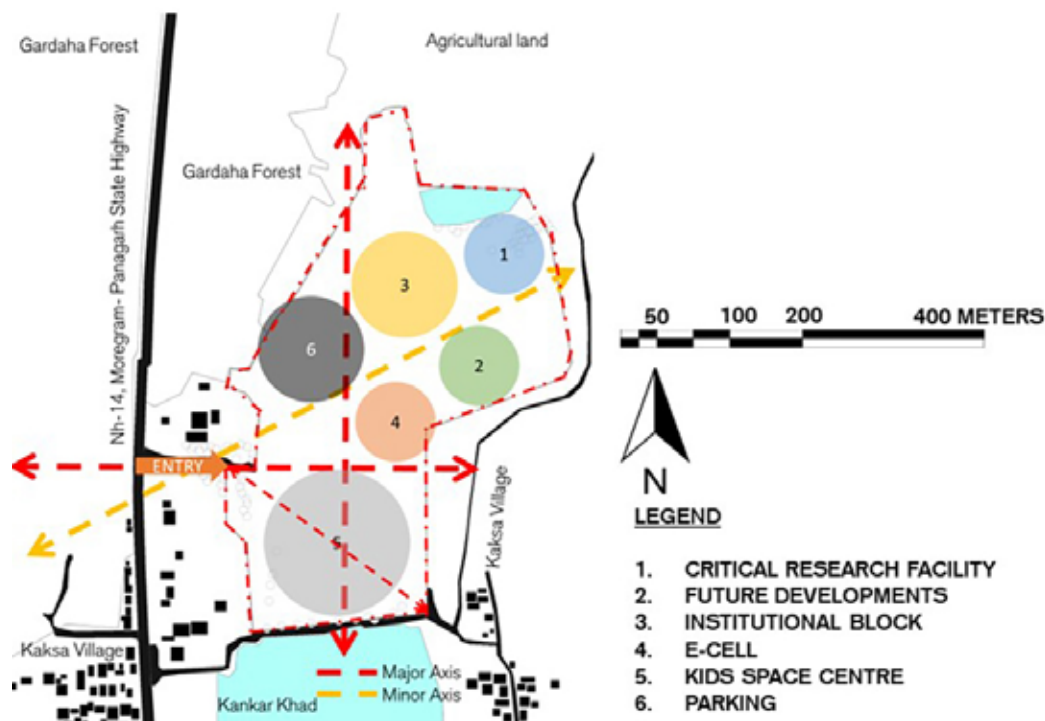 Gardaha Forest
Agricultural land
Nh-14, Moregram- Panagarh State Highway
Gardaha Forest
1
3
6
2
4
ENTRY
5
Kaksa Village
Kaksa Village
Major Axis
Minor Axis
Kankar Khad
50 100 200 400 METERS
N
LEGEND
1. CRITICAL RESEARCH FACILITY
2. FUTURE DEVELOPMENTS
3. INSTITUTIONAL BLOCK
4. E-CELL
5. KIDS SPACE CENTRE
6. PARKING